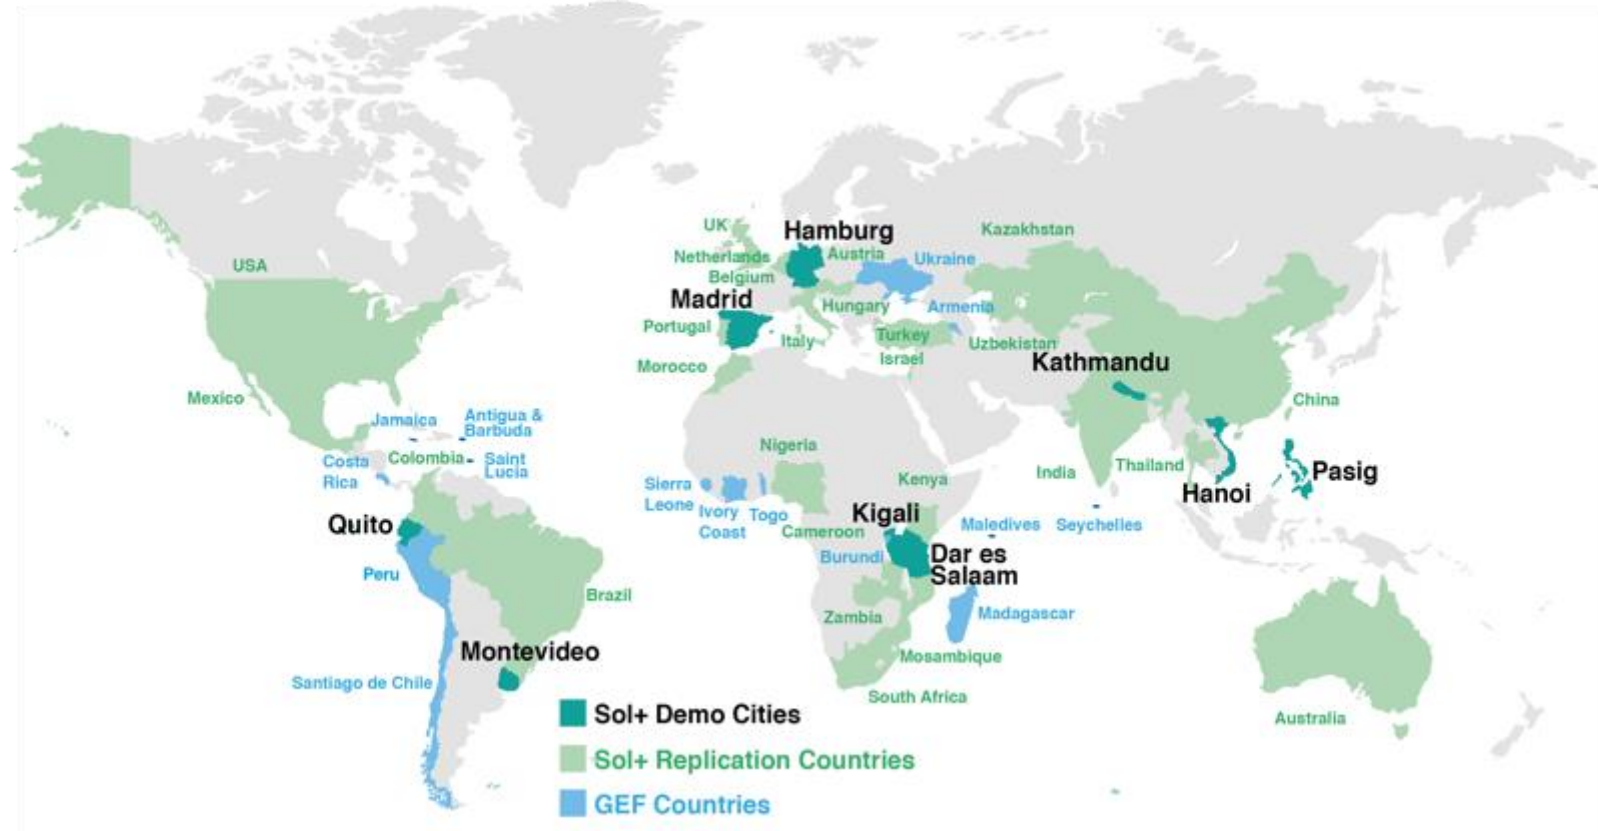 UK
Hamburg
Kazakhstan
Netherlands
Austria
Ukraine
USA
Belgium
Madrid
Hungary
Armenia
Portugal
Italy
Turkey
Uzbekistan
Israel
Kathmandu
Morocco
Mexico
China
Jamaica
Antigua &
Barbuda
Nigeria
Costa
Rica
Colombia
Saint
Lucia
Sierra
Leone
Kenya
India
Thailand
Pasig
Hanoi
Ivory
Coast
Togo
Kigali
Quito
Cameroon
Maledives
Seychelles
Burundi
Dar es
Salaam
Peru
Brazil
Zambia
Madagascar
Montevideo
Mosambique
Santiago de Chile
South Africa
Australia
Sol+ Demo Cities
Sol+ Replication Countries
GEF Countries